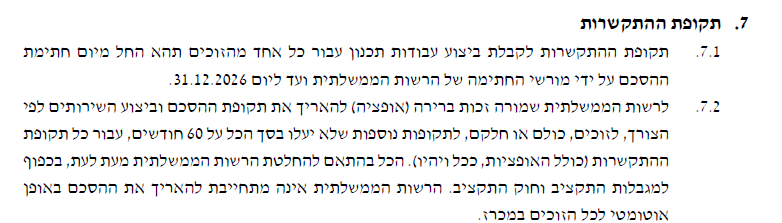 7. תקופת ההתקשרות
7.1. תקופת ההתקשרות לקבלת ביצוע עבודות תכנון עבור כל אחד מהזוכים תהא החל מיום חתימת
ההסכם על ידי מורשי החתימה של הרשות הממשלתית ועד ליום 31.12.2026.
7.2. לרשות הממשלתית שמורה זכות ברירה (אופציה) להאריך את תקופת ההסכם וביצוע השירותים לפי
הצורך, לזוכים, כולם או חלקם, לתקופות נוספות שלא יעלו בסך הכל על 60 חודשים, עבור כל תקופת
ההתקשרות (כולל האופציות, ככל ויהיו). הכל בהתאם להחלטת הרשות הממשלתית מעת לעת, בכפוף
למגבלות התקציב וחוק התקציב. הרשות הממשלתית אינה מתחייבת להאריך את ההסכם באופן
אוטומטי לכל הזוכים במכרז.